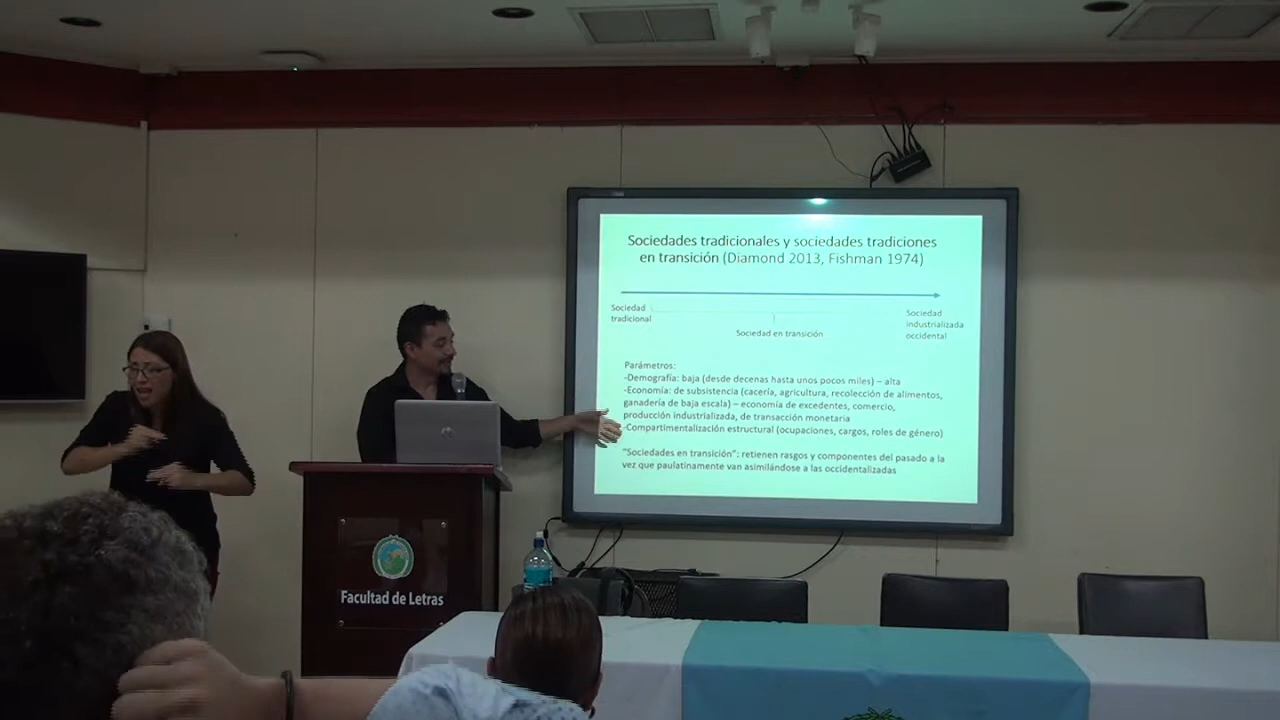 Sociedades tradicionales y sociedades tradiciones
en transición (Diamond 2013, Fishman 1974)
Sociedad
tradicional
Sociedad en transición
Sociedad
industrializada
occidental
Parámetros:
-Demografía: baja (desde decenas hasta unos pocos miles) – alta
-Economía: de subsistencia (cacería, agricultura, recolección de alimentos,
ganadería de baja escala) – economía de excedentes, comercio,
producción industrializada, de transacción monetaria
-Compartimentalización estructural (ocupaciones, cargos, roles de género)
"Sociedades en transición": retienen rasgos y componentes del pasado a la
vez que paulatinamente van asimilándose a las occidentalizadas
Facultad de Letras